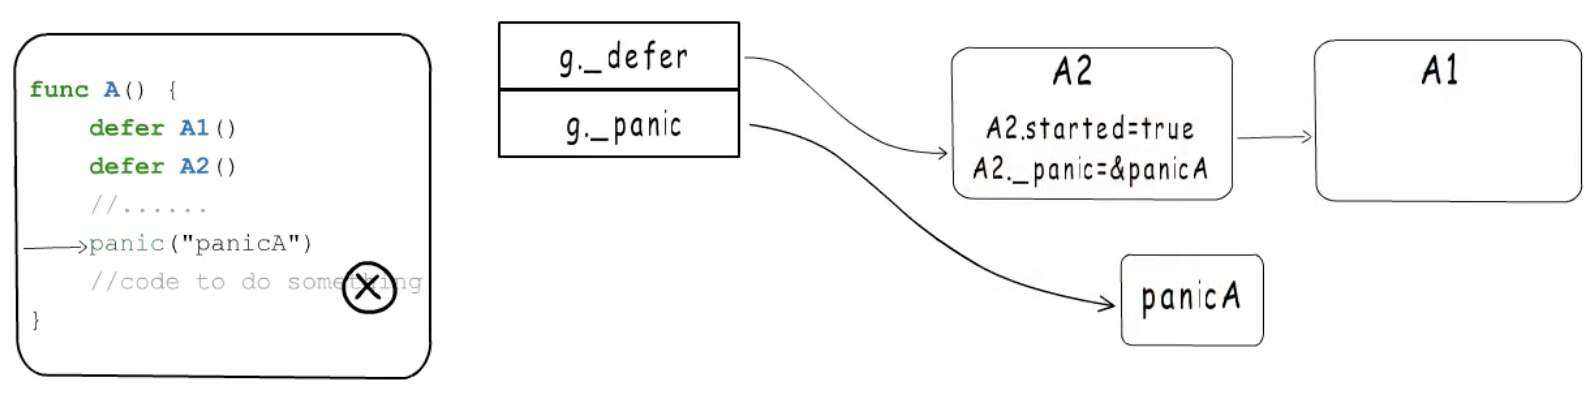 func A() {
defer A1()
defer A2()
//......
panic("panicA")
//code to do something
}
g._defer
g._panic
A2
A2.started=true
A2._panic=&panicA
A1
panicA